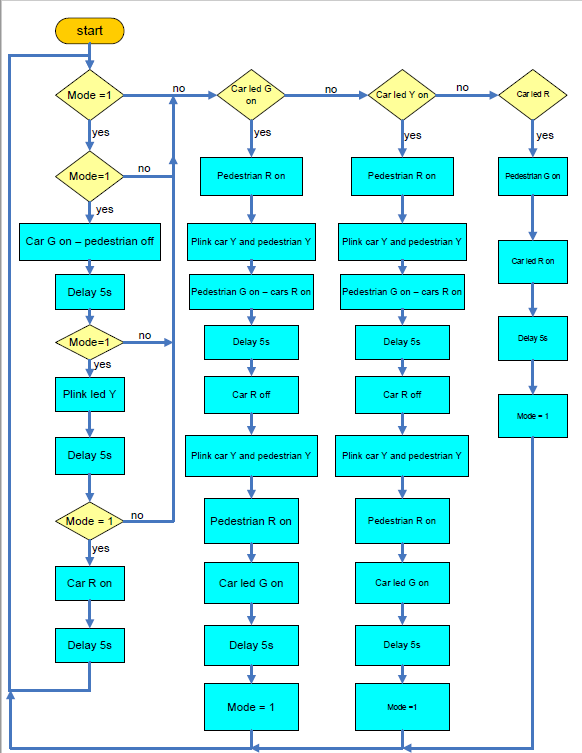 start
Mode =1
no
Car led G
on
no
Car led Y on
no
Car led R
yes
yes
yes
yes
Mode=1
no
Pedestrian R on
Pedestrian R on
Pedestrian G on
yes
Car G on – pedestrian off
Plink car Y and pedestrian Y
Plink car Y and pedestrian Y
Car led R on
Delay 5s
Pedestrian G on – cars R on
Pedestrian G on – cars R on
Mode=1
no
Delay 5s
Delay 5s
Delay 5s
yes
Plink led Y
Car R off
Car R off
Mode = 1
Delay 5s
Plink car Y and pedestrian Y
Plink car Y and pedestrian Y
Mode = 1
no
Pedestrian R on
Pedestrian R on
yes
Car R on
Car led G on
Car led G on
Delay 5s
Delay 5s
Delay 5s
Mode = 1
Mode =1